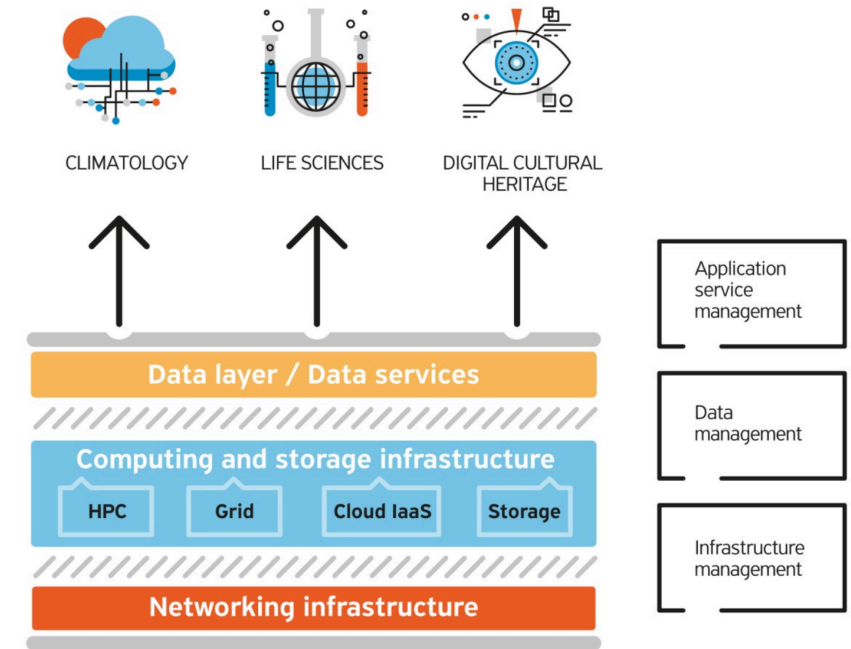 CLIMATOLOGY
LIFE SCIENCES
DIGITAL CULTURAL
HERITAGE
Application
service
management
Data layer / Data services
Data
management
Computing and storage infrastructure
HPC
Grid
Cloud IaaS
Storage
Infrastructure
management
Networking infrastructure